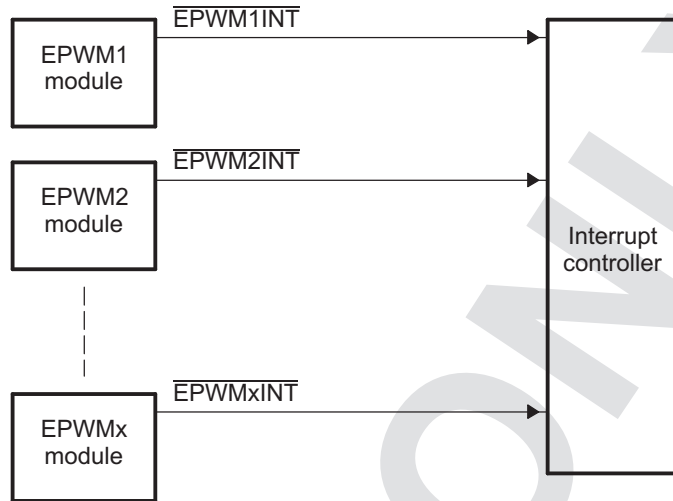 EPWM1INT
EPWM1
module
EPWM2INT
EPWM2
module
Interrupt
controller
EPWMxINT
EPWMx
module